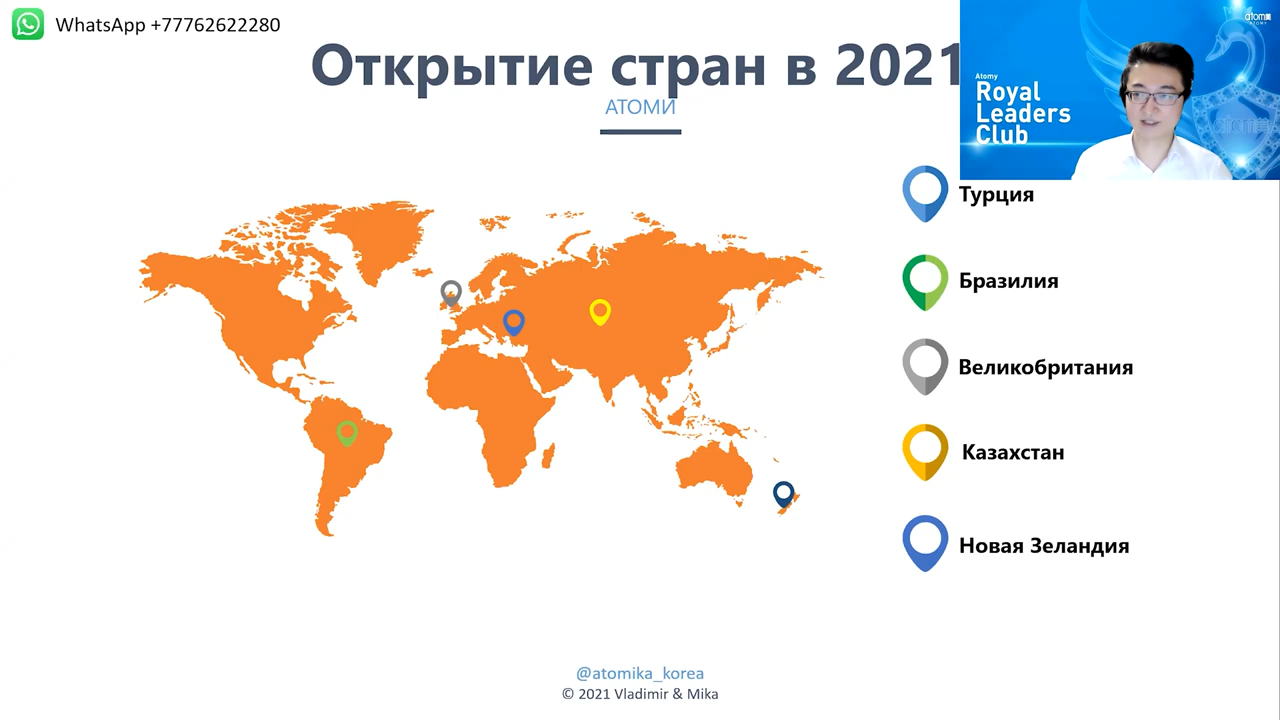 WhatsApp +77762622280
Открытие стран в 2021
АТОМИ
atomy
Atomy
Royal
Leaders
Club
Турция
Бразилия
Великобритания
Казахстан
Новая Зеландия
@atomika_korea
© 2021 Vladimir & Mika